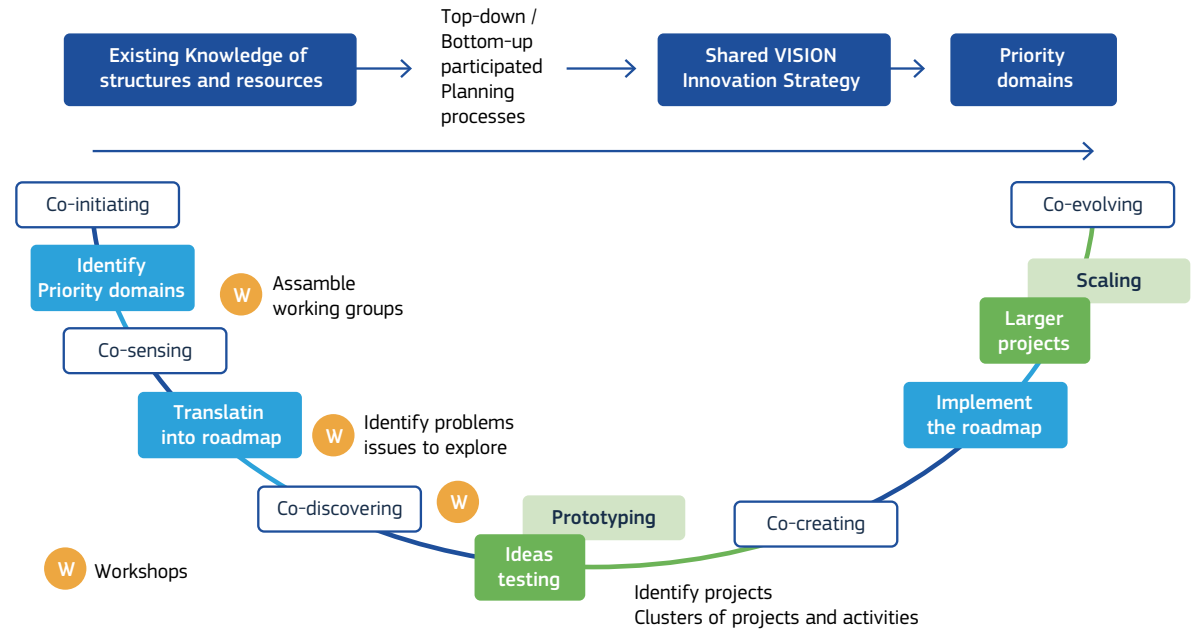 Existing Knowledge of
structures and resources
Top-down /
Bottom-up
participated
Planning
processes
Shared VISION
Innovation Strategy
Priority
domains
Co-initiating
Co-evolving
Identify
Priority domains
W
Assamble
working groups
Scaling
Larger
projects
Co-sensing
Translatin
into roadmap
W
Identify problems
issues to explore
Implement
the roadmap
Co-discovering
W
Prototyping
Ideas
testing
Co-creating
W
Workshops
Identify projects
Clusters of projects and activities